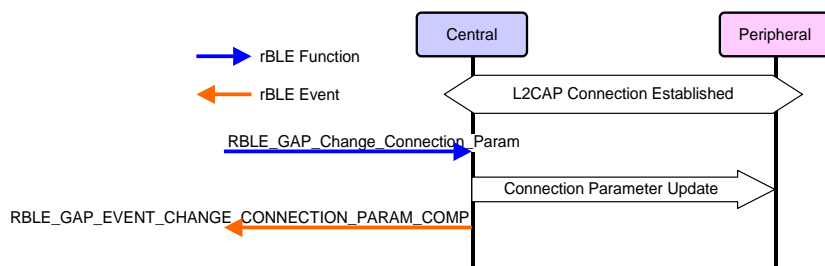 Central
Peripheral
rBLE Function
rBLE Event
L2CAP Connection Established
RBLE_GAP_Change_Connection_Param
Connection Parameter Update
RBLE_GAP_EVENT_CHANGE_CONNECTION_PARAM_COMP